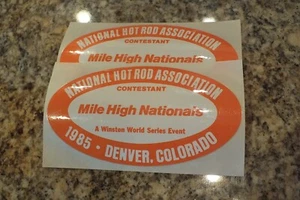 NATIONAL HOT ROD ASSOCIATION
CONTESTANT
Mile High Nationals
NATIONAL HOT ROD ASSOCIATION
CONTESTANT
Mile High Nationals
A Winston World Series Event
1985 • DENVER, COLORADO